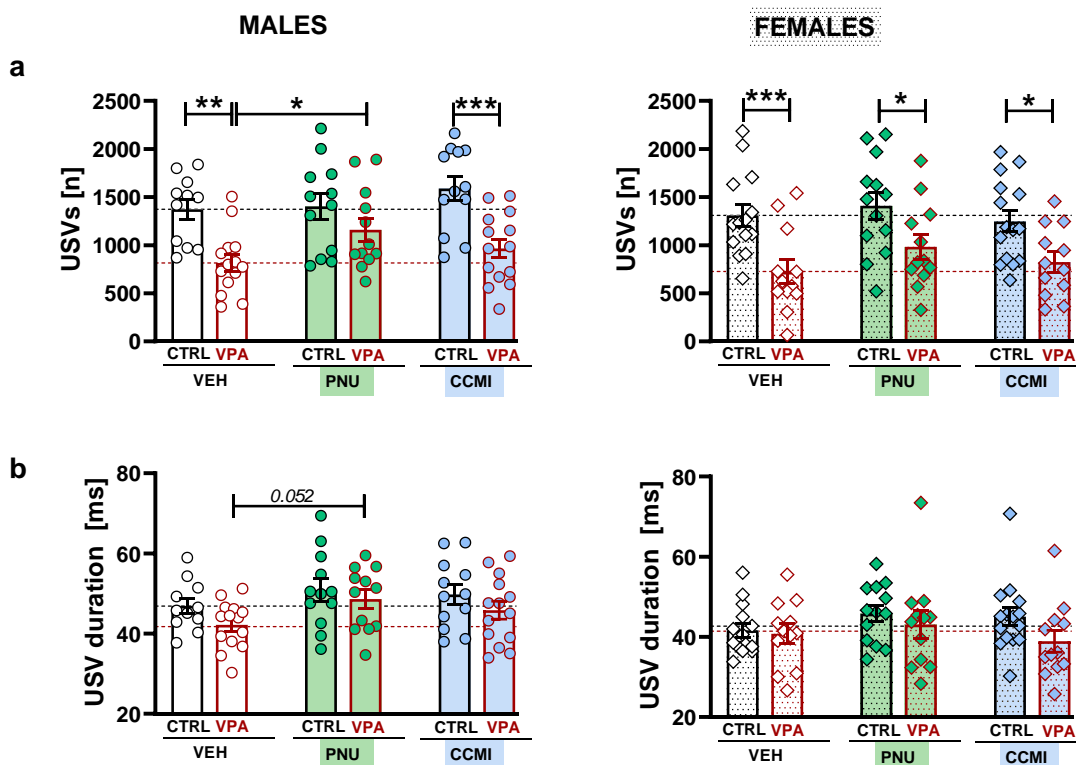 MALES
FEMALES
a
** * ***
*** * *
USVs [n]
2500
2000
1500
1000
500
0
CTRL VPA CTRL VPA CTRL VPA
VEH PNU CCMI
USVs [n]
2500
2000
1500
1000
500
0
CTRL VPA CTRL VPA CTRL VPA
VEH PNU CCMI
b
USV duration [ms]
80
60
40
20
0.052
CTRL VPA CTRL VPA CTRL VPA
VEH PNU CCMI
USV duration [ms]
80
60
40
20
CTRL VPA CTRL VPA CTRL VPA
VEH PNU CCMI